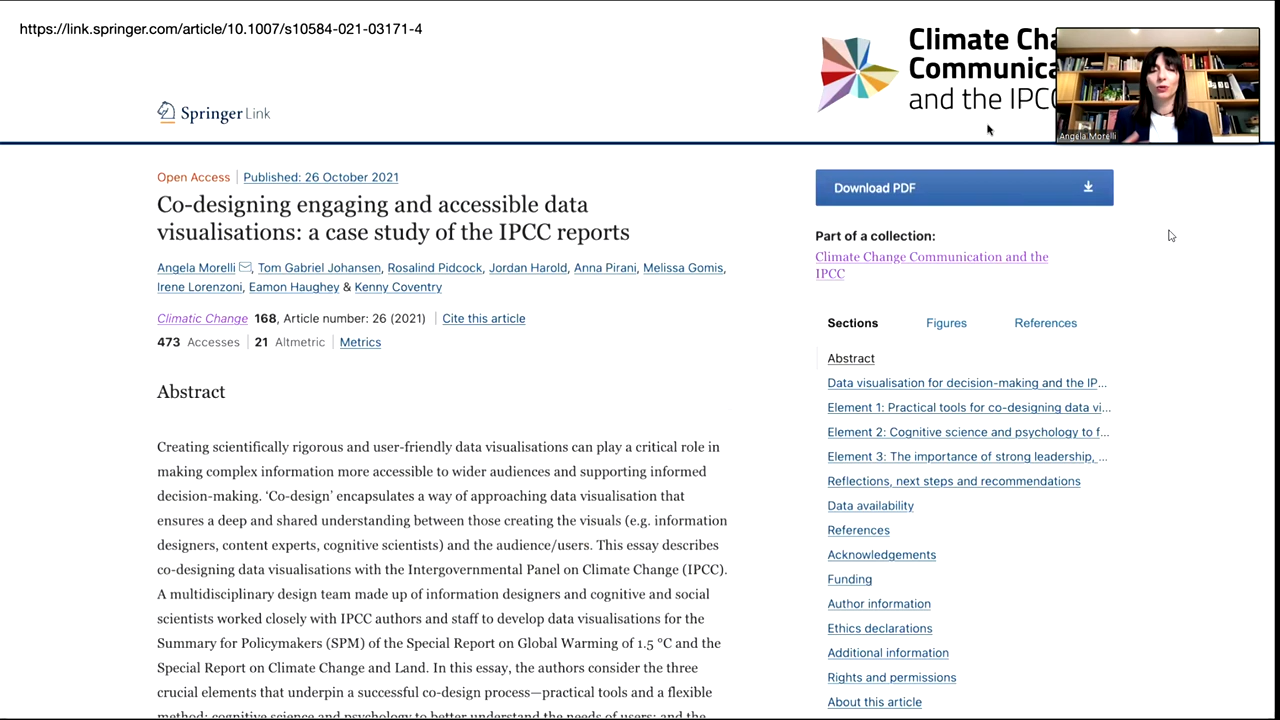 https://link.springer.com/article/10.1007/s10584-021-03171-4
Climate Cha
Communica
and the IPC
Angela Morelli
Springer Link
Open Access | Published: 26 October 2021
Co-designing engaging and accessible data
visualisations: a case study of the IPCC reports
Angela Morelli, Tom Gabriel Johansen, Rosalind Pidcock, Jordan Harold, Anna Pirani, Melissa Gomis,
Irene Lorenzoni, Eamon Haughey & Kenny Coventry
Climatic Change 168, Article number: 26 (2021) | Cite this article
473 Accesses | 21 Altmetric | Metrics
Abstract
Creating scientifically rigorous and user-friendly data visualisations can play a critical role in
making complex information more accessible to wider audiences and supporting informed
decision-making. ‘Co-design’ encapsulates a way of approaching data visualisation that
ensures a deep and shared understanding between those creating the visuals (e.g. information
designers, content experts, cognitive scientists) and the audience/users. This essay describes
co-designing data visualisations with the Intergovernmental Panel on Climate Change (IPCC).
A multidisciplinary design team made up of information designers and cognitive and social
scientists worked closely with IPCC authors and staff to develop data visualisations for the
Summary for Policymakers (SPM) of the Special Report on Global Warming of 1.5 °C and the
Special Report on Climate Change and Land. In this essay, the authors consider the three
crucial elements that underpin a successful co-design process—practical tools and a flexible
method; cognitive science and psychology to better understand the needs of users; and the
Download PDF
Part of a collection:
Climate Change Communication and the
IPCC
Sections Figures References
Abstract
Data visualisation for decision-making and the IP...
Element 1: Practical tools for co-designing data vi...
Element 2: Cognitive science and psychology to f...
Element 3: The importance of strong leadership, ...
Reflections, next steps and recommendations
Data availability
References
Acknowledgements
Funding
Author information
Ethics declarations
Additional information
Rights and permissions
About this article